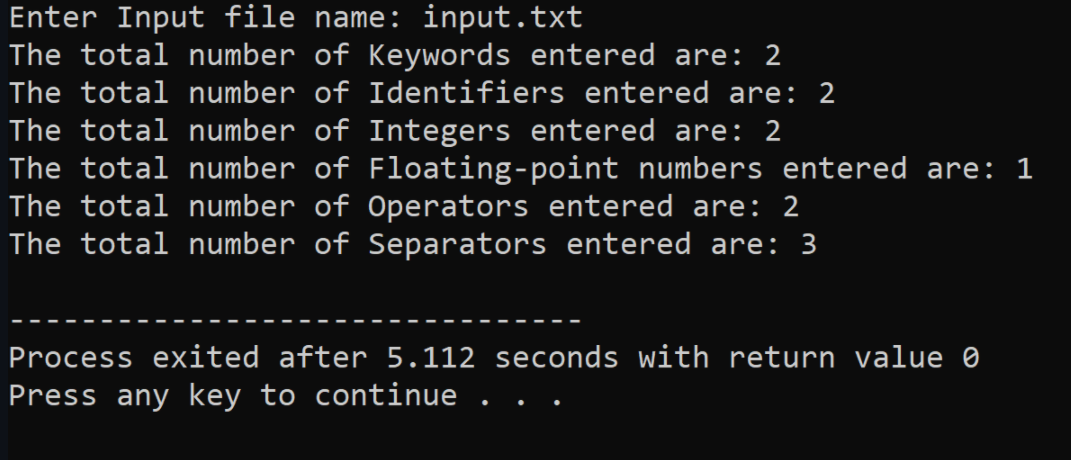 Enter Input file name: input.txt
The total number of Keywords entered are: 2
The total number of Identifiers entered are: 2
The total number of Integers entered are: 2
The total number of Floating-point numbers entered are: 1
The total number of Operators entered are: 2
The total number of Separators entered are: 3
--------------------------------
Process exited after 5.112 seconds with return value 0
Press any key to continue . . .